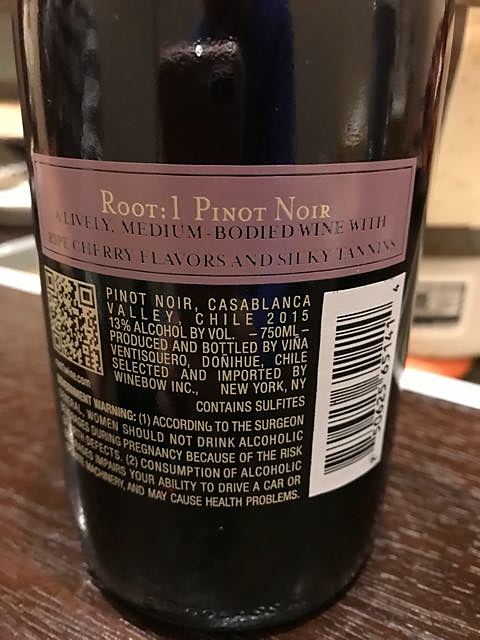 ROOT:1 PINOT NOIR
A LIVELY, MEDIUM-BODIED WINE WITH
RIPE CHERRY FLAVORS AND SILKY TANNINS
PINOT NOIR, CASABLANCA
VALLEY, CHILE 2015
13% ALCOHOL BY VOL. –750ML–
PRODUCED AND BOTTLED BY VIÑA
VENTISQUERO, DONIHUE, CHILE
SELECTED AND IMPORTED BY
WINEBOW INC., NEW YORK, NY
CONTAINS SULFITES
WARNING: (1) ACCORDING TO THE SURGEON
WOMEN SHOULD NOT DRINK ALCOHOLIC
DURING PREGNANCY BECAUSE OF THE RISK
DEFECTS. (2) CONSUMPTION OF ALCOHOLIC
IMPAIRS YOUR ABILITY TO DRIVE A CAR OR
MACHINERY, AND MAY CAUSE HEALTH PROBLEMS.